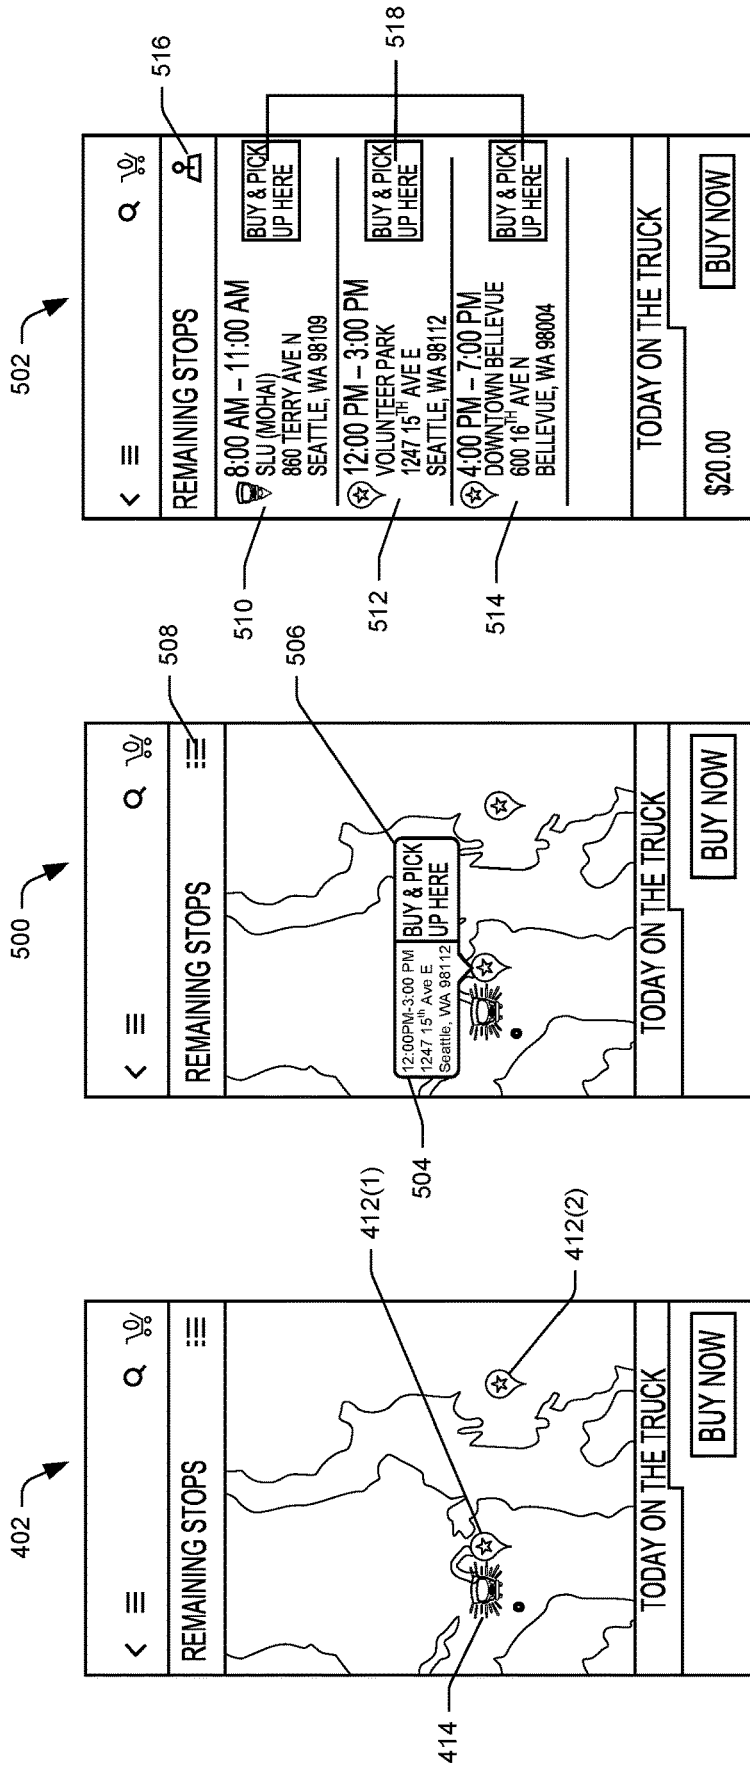 402
REMAINING STOPS
414
412(1)
412(2)
TODAY ON THE TRUCK
BUY NOW
500
REMAINING STOPS
508
504
12:00PM-3:00 PM
1247 15th Ave E
Seattle, WA 98112
BUY & PICK
UP HERE
506
TODAY ON THE TRUCK
BUY NOW
502
REMAINING STOPS
516
510
8:00 AM – 11:00 AM
SLU (MOHAI)
860 TERRY AVE N
SEATTLE, WA 98109
BUY & PICK
UP HERE
512
12:00 PM – 3:00 PM
VOLUNTEER PARK
1247 15TH AVE E
SEATTLE, WA 98112
BUY & PICK
UP HERE
518
514
4:00 PM – 7:00 PM
DOWNTOWN BELLEVUE
600 16TH AVE N
BELLEVUE, WA 98004
BUY & PICK
UP HERE
TODAY ON THE TRUCK
$20.00
BUY NOW